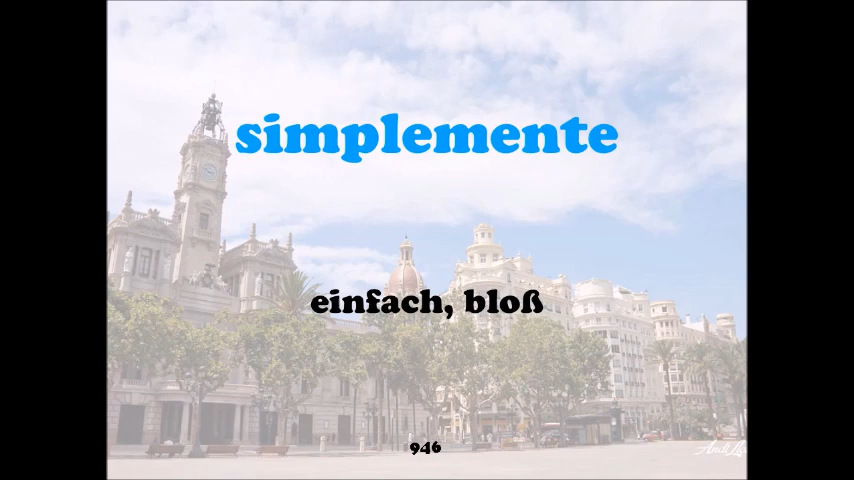 simplemente
einfach, bloß
946